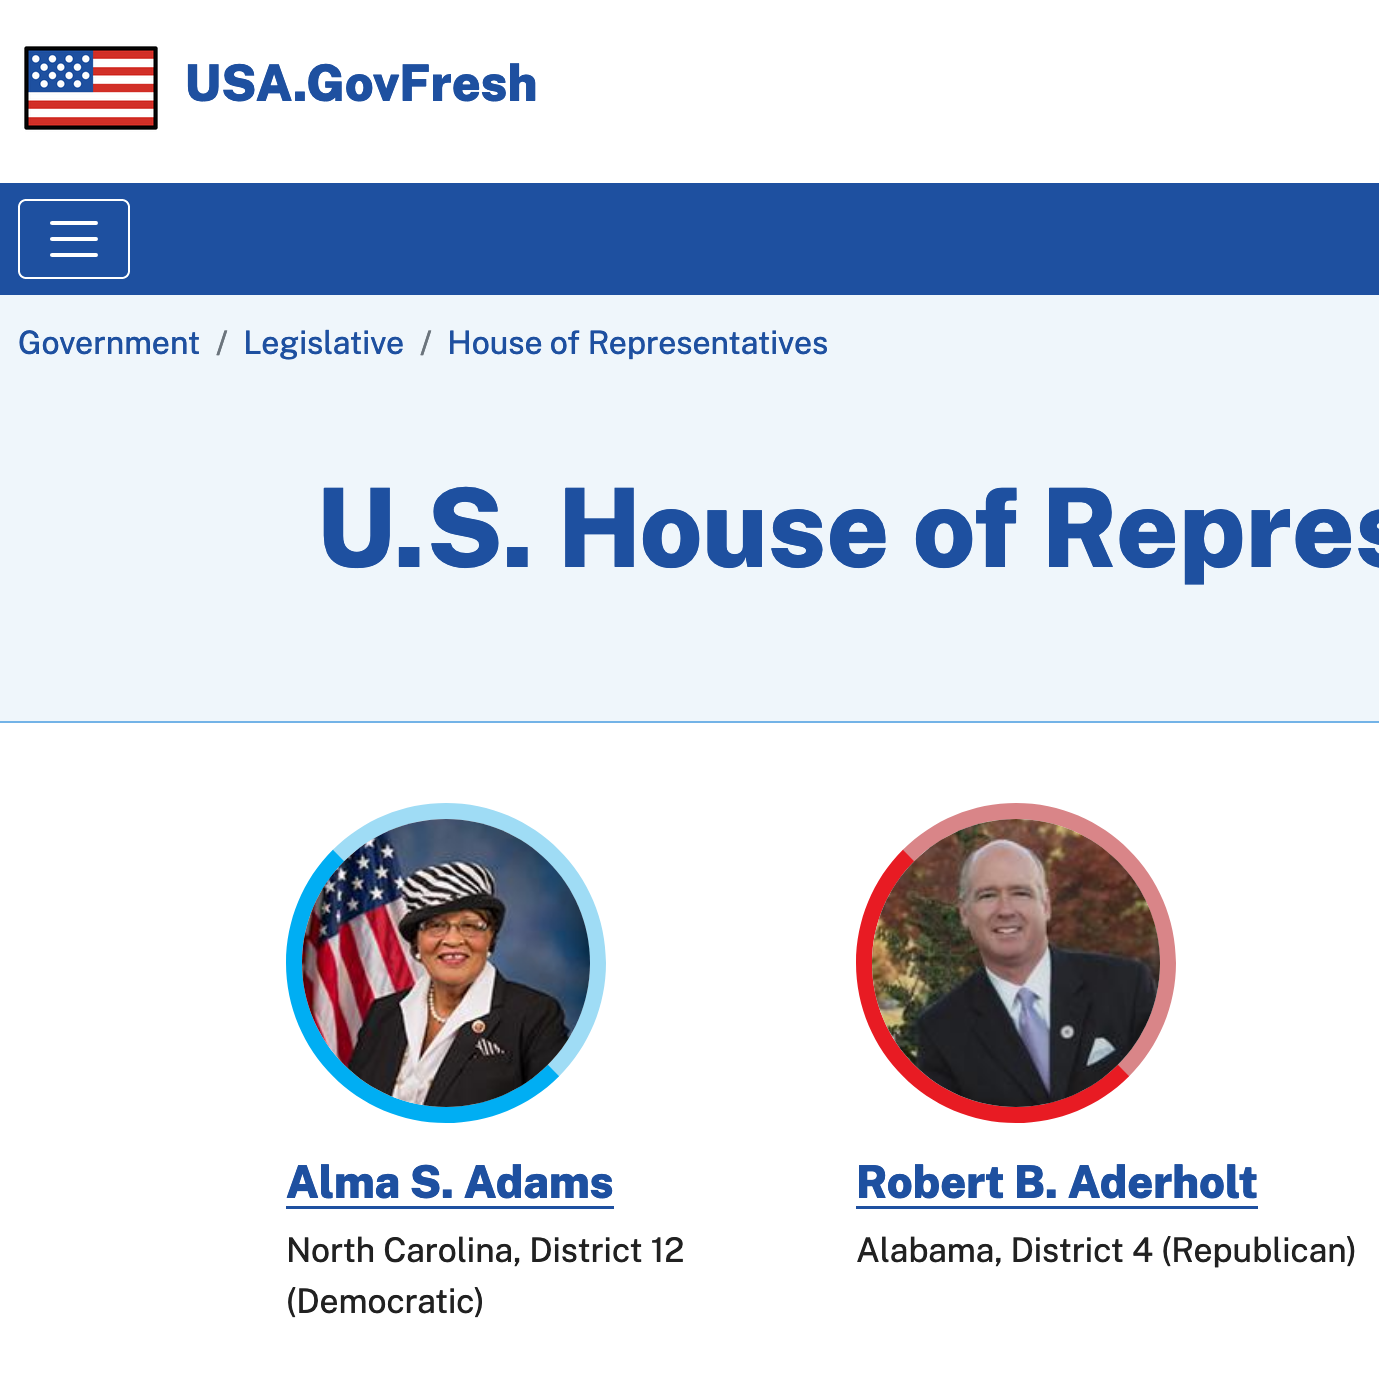 USA.GovFresh
Government / Legislative / House of Representatives
U.S. House of Repres
Alma S. Adams
North Carolina, District 12
(Democratic)
Robert B. Aderholt
Alabama, District 4 (Republican)